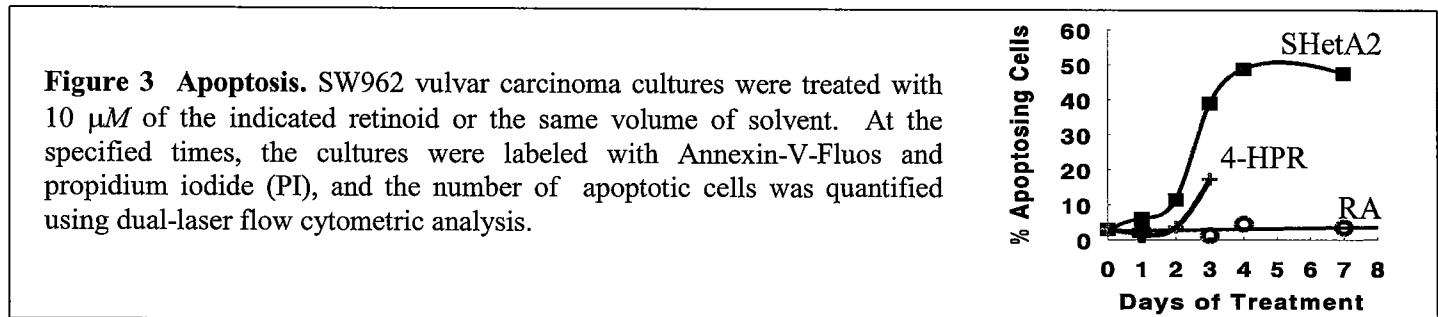 Figure 3 Apoptosis. SW962 vulvar carcinoma cultures were treated with
10 μM of the indicated retinoid or the same volume of solvent. At the
specified times, the cultures were labeled with Annexin-V-Fluos and
propidium iodide (PI), and the number of apoptotic cells was quantified
using dual-laser flow cytometric analysis.
% Apoptosing Cells
60
50
40
30
20
10
0
SHetA2
4-HPR
RA
0 1 2 3 4 5 6 7 8
Days of Treatment